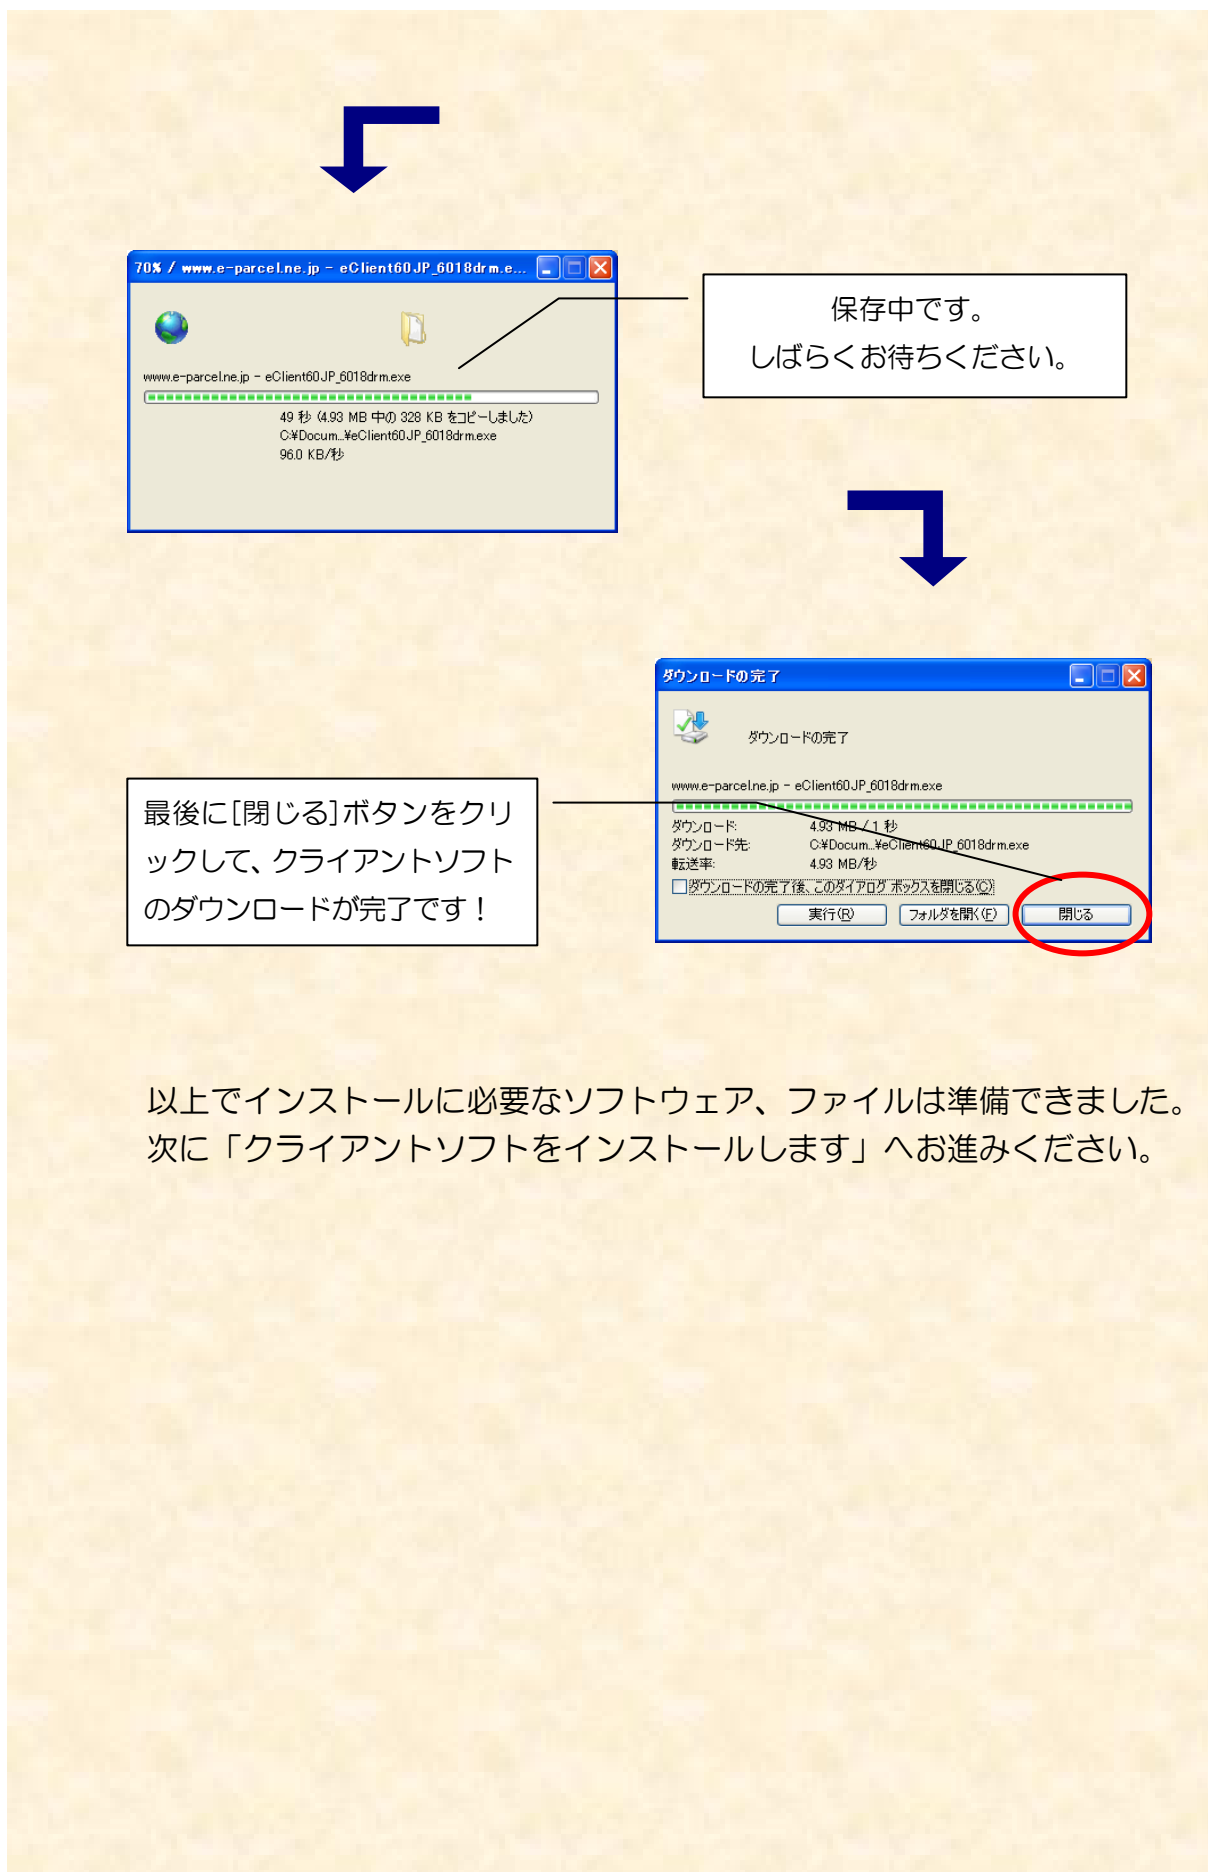 70% / www.e-parcel.ne.jp - eClient60JP_6018drm.e...
www.e-parcel.ne.jp - eClient60JP_6018drm.exe
49 秒 (4.93 MB 中の 328 KB をコピーしました)
C:¥Docum...¥eClient60JP_6018drm.exe
96.0 KB/秒
保存中です。
しばらくお待ちください。
ダウンロードの完了
ダウンロードの完了
www.e-parcel.ne.jp - eClient60JP_6018drm.exe
ダウンロード: 4.93 MB / 1 秒
ダウンロード先: C:¥Docum...¥eClient60JP_6018drm.exe
転送率: 4.93 MB/秒
ダウンロードの完了後、このダイアログ ボックスを閉じる(C)
実行(R) フォルダを開く(F) 閉じる
最後に[閉じる]ボタンをクリ
ックして、クライアントソフト
のダウンロードが完了です！
以上でインストールに必要なソフトウェア、ファイルは準備できました。
次に「クライアントソフトをインストールします」へお進みください。